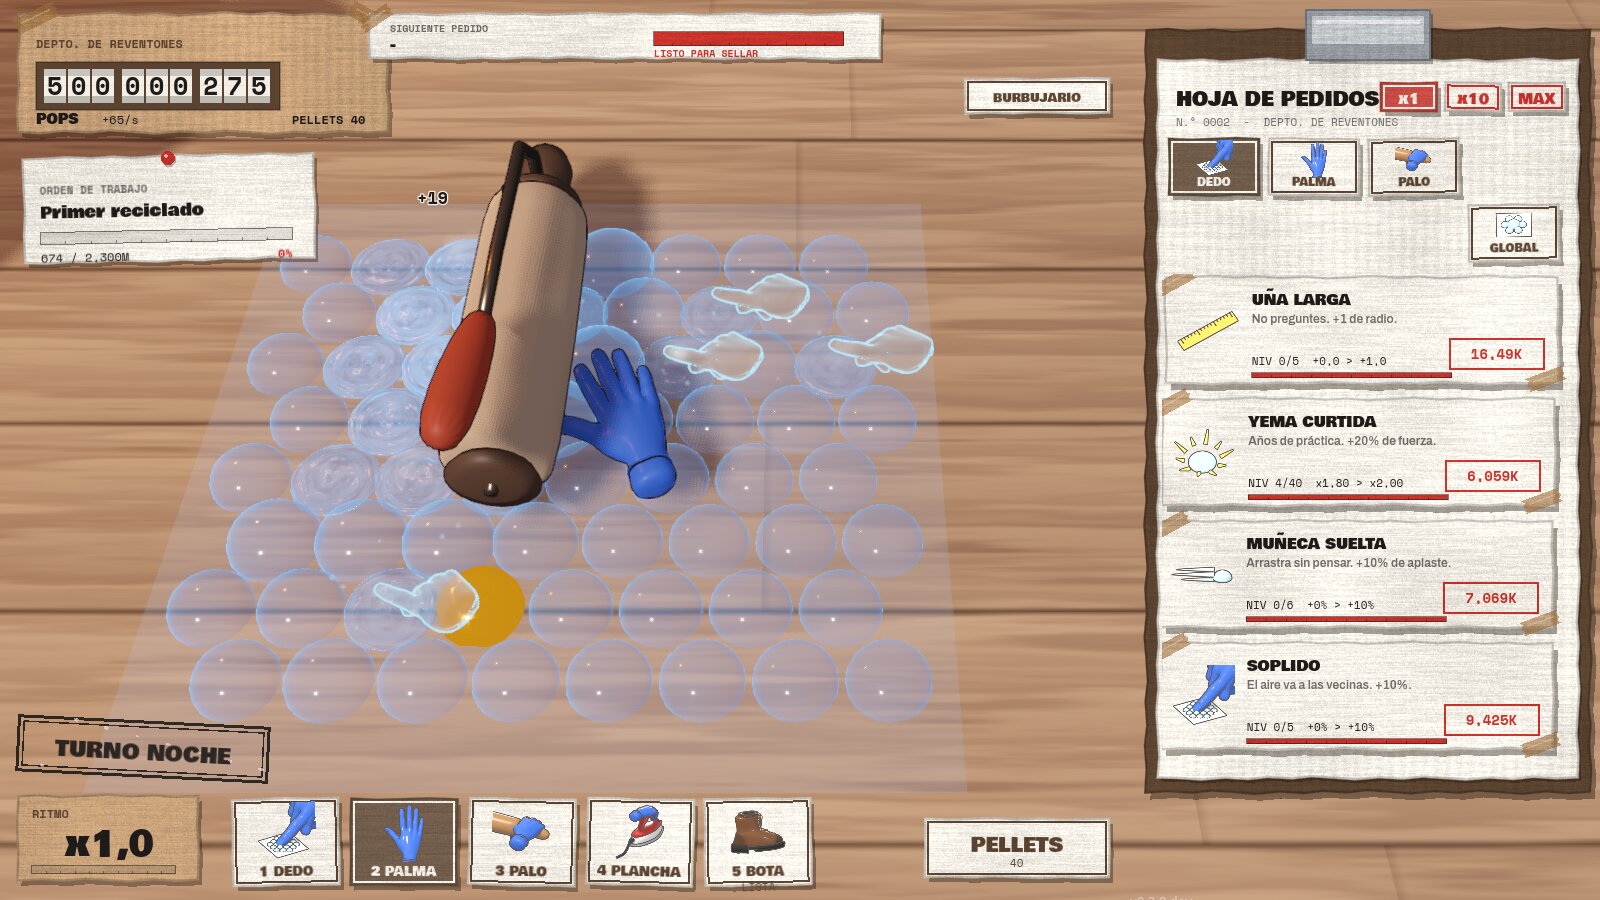 DEPTO. DE REVENTONES
500 000 275
POPS +65/s PELLETS 40
SIGUIENTE PEDIDO
-
LISTO PARA SELLAR
BURBUJARIO
ORDEN DE TRABAJO
Primer reciclado
674 / 2,300M 0%
+19
HOJA DE PEDIDOS x1 x10 MAX
N.° 0002 - DEPTO. DE REVENTONES
DEDO PALMA PALO
GLOBAL
UÑA LARGA
No preguntes. +1 de radio.
NIV 0/5 +0,0 > +1,0 16,49K
YEMA CURTIDA
Años de práctica. +20% de fuerza.
NIV 4/40 x1,80 > x2,00 6,059K
MUÑECA SUELTA
Arrastra sin pensar. +10% de aplaste.
NIV 0/6 +0% > +10% 7,069K
SOPLIDO
El aire va a las vecinas. +10%.
NIV 0/5 +0% > +10% 9,425K
TURNO NOCHE
RITMO
x1,0
1 DEDO 2 PALMA 3 PALO 4 PLANCHA 5 BOTA
LISTA
PELLETS
40